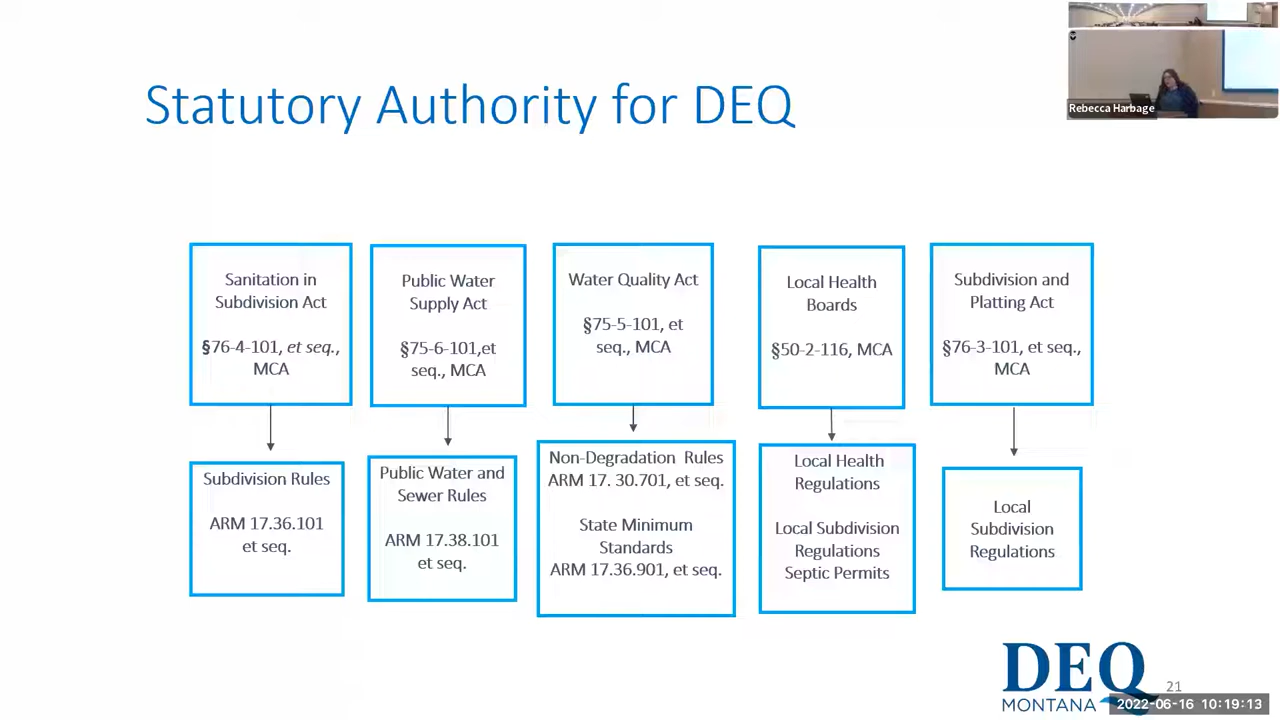 Statutory Authority for DEQ
Rebecca Harbage
Sanitation in
Subdivision Act
§76-4-101, et seq.,
MCA
Public Water
Supply Act
§75-6-101,et
seq., MCA
Water Quality Act
§75-5-101, et
seq., MCA
Local Health
Boards
§50-2-116, MCA
Subdivision and
Platting Act
§76-3-101, et seq.,
MCA
Subdivision Rules
ARM 17.36.101
et seq.
Public Water and
Sewer Rules
ARM 17.38.101
et seq.
Non-Degradation Rules
ARM 17. 30.701, et seq.
State Minimum
Standards
ARM 17.36.901, et seq.
Local Health
Regulations
Local Subdivision
Regulations
Septic Permits
Local
Subdivision
Regulations
DEQ
MONTANA
21
2022-06-16 10:19:13